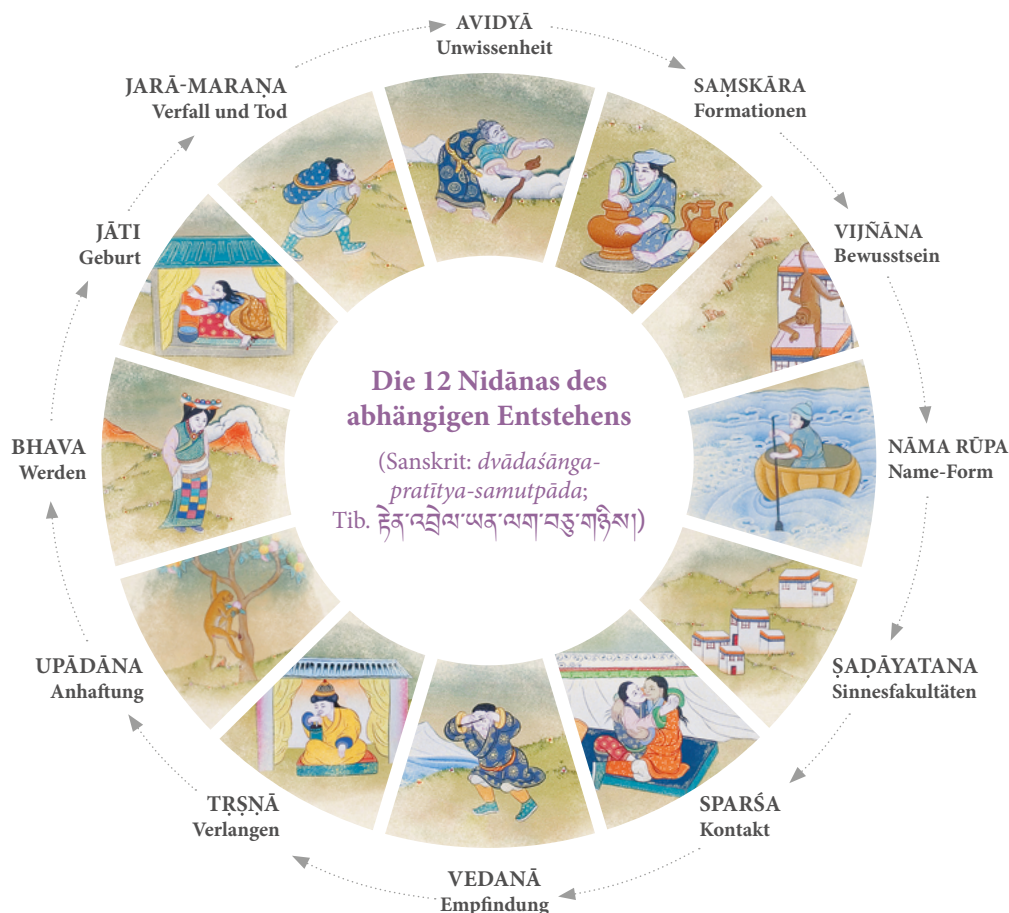 AVIDYĀ
Unwissenheit
SAṂSKĀRA
Formationen
VIJÑĀNA
Bewusstsein
NĀMA RŪPA
Name-Form
ṢAḌĀYATANA
Sinnesfakultäten
SPARŚA
Kontakt
VEDANĀ
Empfindung
TṚṢṆĀ
Verlangen
UPĀDĀNA
Anhaftung
BHAVA
Werden
JĀTI
Geburt
JARĀ-MARAṆA
Verfall und Tod
Die 12 Nidānas des
abhängigen Entstehens
(Sanskrit: dvādaśānga-
pratītya-samutpāda;
Tib. རྟེན་འབྲེལ་ཡན་ལག་བཅུ་གཉིས།)